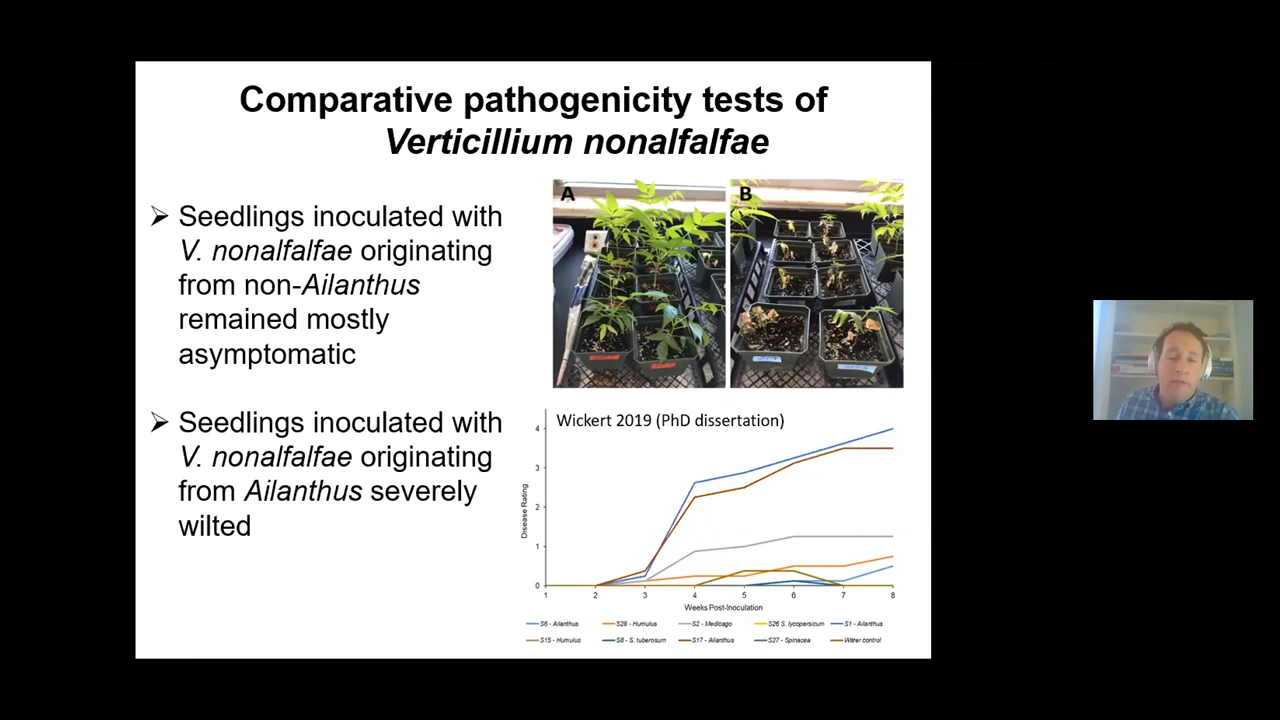 Comparative pathogenicity tests of
Verticillium nonalfalfae
➢ Seedlings inoculated with
V. nonalfalfae originating
from non-Ailanthus
remained mostly
asymptomatic
➢ Seedlings inoculated with
V. nonalfalfae originating
from Ailanthus severely
wilted
A
B
Wickert 2019 (PhD dissertation)
Disease Rating
4
3
2
1
0
1 2 3 4 5 6 7 8
Weeks Post-Inoculation
S6 - Ailanthus S28 - Humulus S2 - Medicago S26 S. lycopersicum S1 - Ailanthus
S15 - Humulus S8 - S. tuberosum S17 - Ailanthus S27 - Spinacea Water control